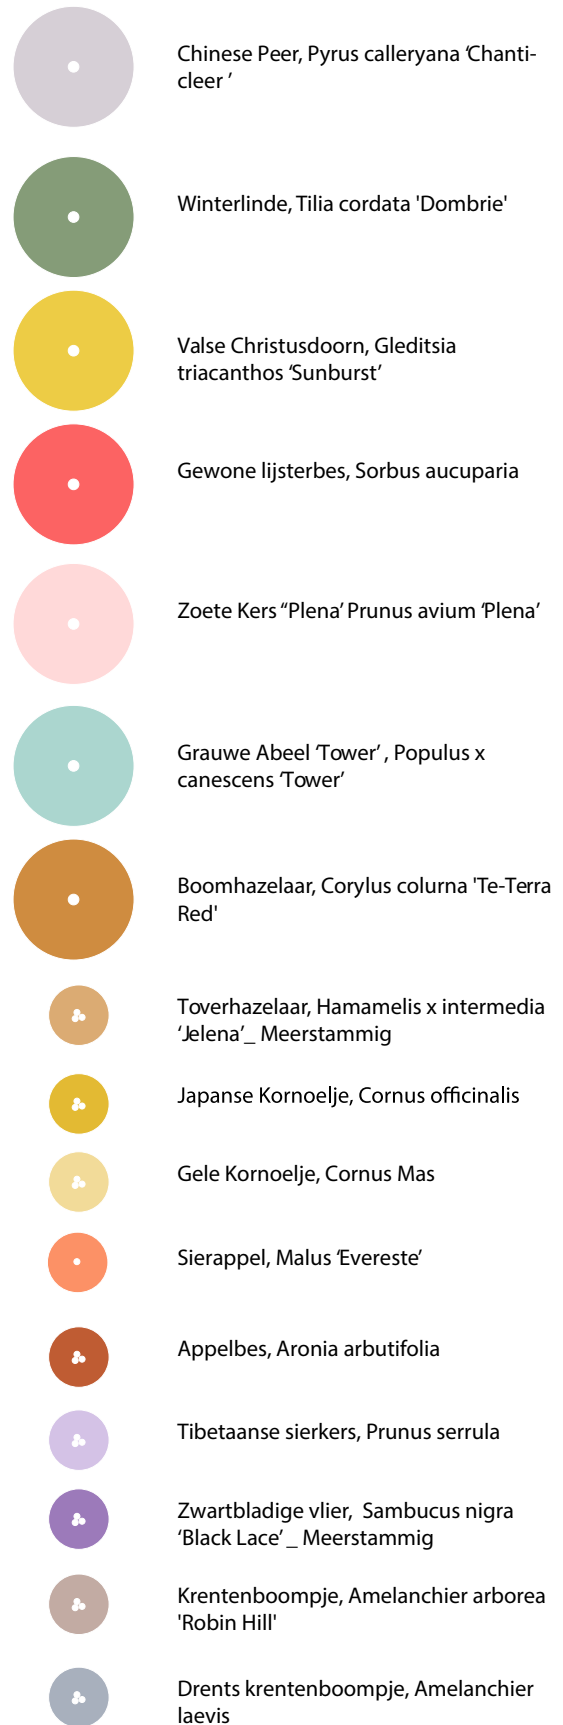 Chinese Peer, Pyrus calleryana ‘Chanti-
cleer ’
Winterlinde, Tilia cordata 'Dombrie'
Valse Christusdoorn, Gleditsia
triacanthos ‘Sunburst’
Gewone lijsterbes, Sorbus aucuparia
Zoete Kers “Plena’ Prunus avium ‘Plena’
Grauwe Abeel ‘Tower’ , Populus x
canescens ‘Tower’
Boomhazelaar, Corylus colurna 'Te-Terra
Red'
Toverhazelaar, Hamamelis x intermedia
‘Jelena’_ Meerstammig
Japanse Kornoelje, Cornus officinalis
Gele Kornoelje, Cornus Mas
Sierappel, Malus ‘Evereste’
Appelbes, Aronia arbutifolia
Tibetaanse sierkers, Prunus serrula
Zwartbladige vlier,  Sambucus nigra
‘Black Lace’ _ Meerstammig
Krentenboompje, Amelanchier arborea
'Robin Hill'
Drents krentenboompje, Amelanchier
laevis